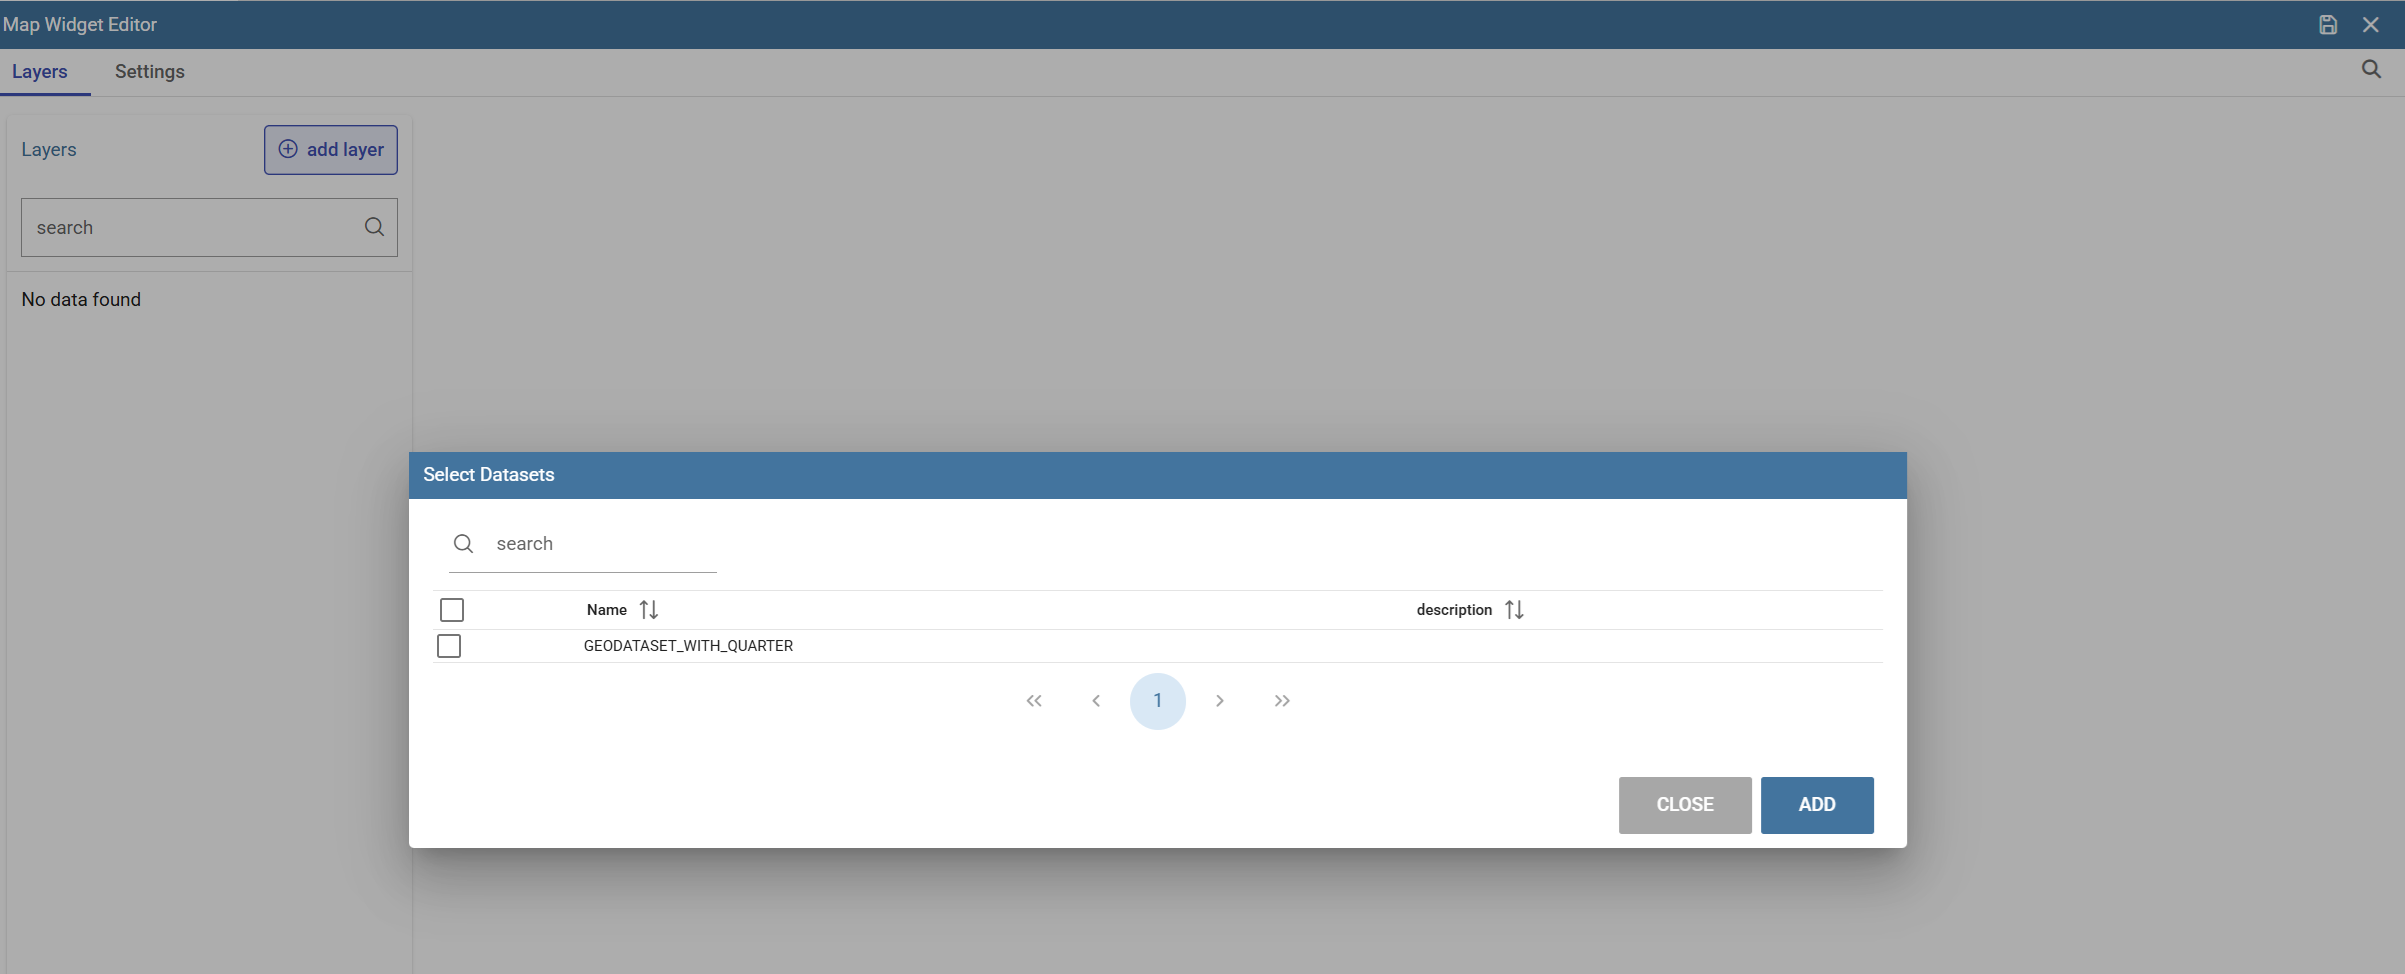 Map Widget Editor
Layers Settings
Layers add layer
search
No data found
Select Datasets
search
Name description
GEODATASET_WITH_QUARTER
1
CLOSE ADD